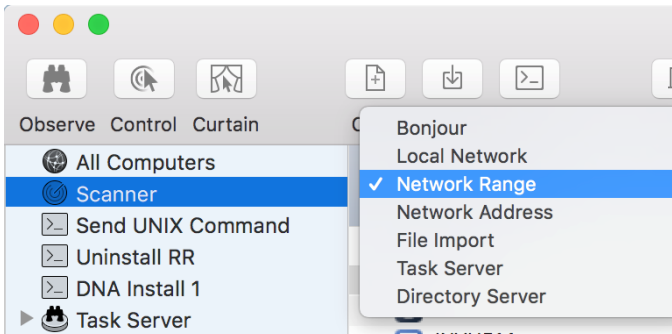 Observe Control Curtain
All Computers
Scanner
Send UNIX Command
Uninstall RR
DNA Install 1
Task Server
Bonjour
Local Network
Network Range
Network Address
File Import
Task Server
Directory Server